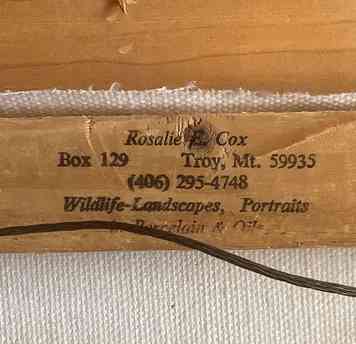 Rosalie E. Cox
Box 129 Troy, Mt. 59935
(406) 295-4748
Wildlife-Landscapes, Portraits
Porcelain & Oils